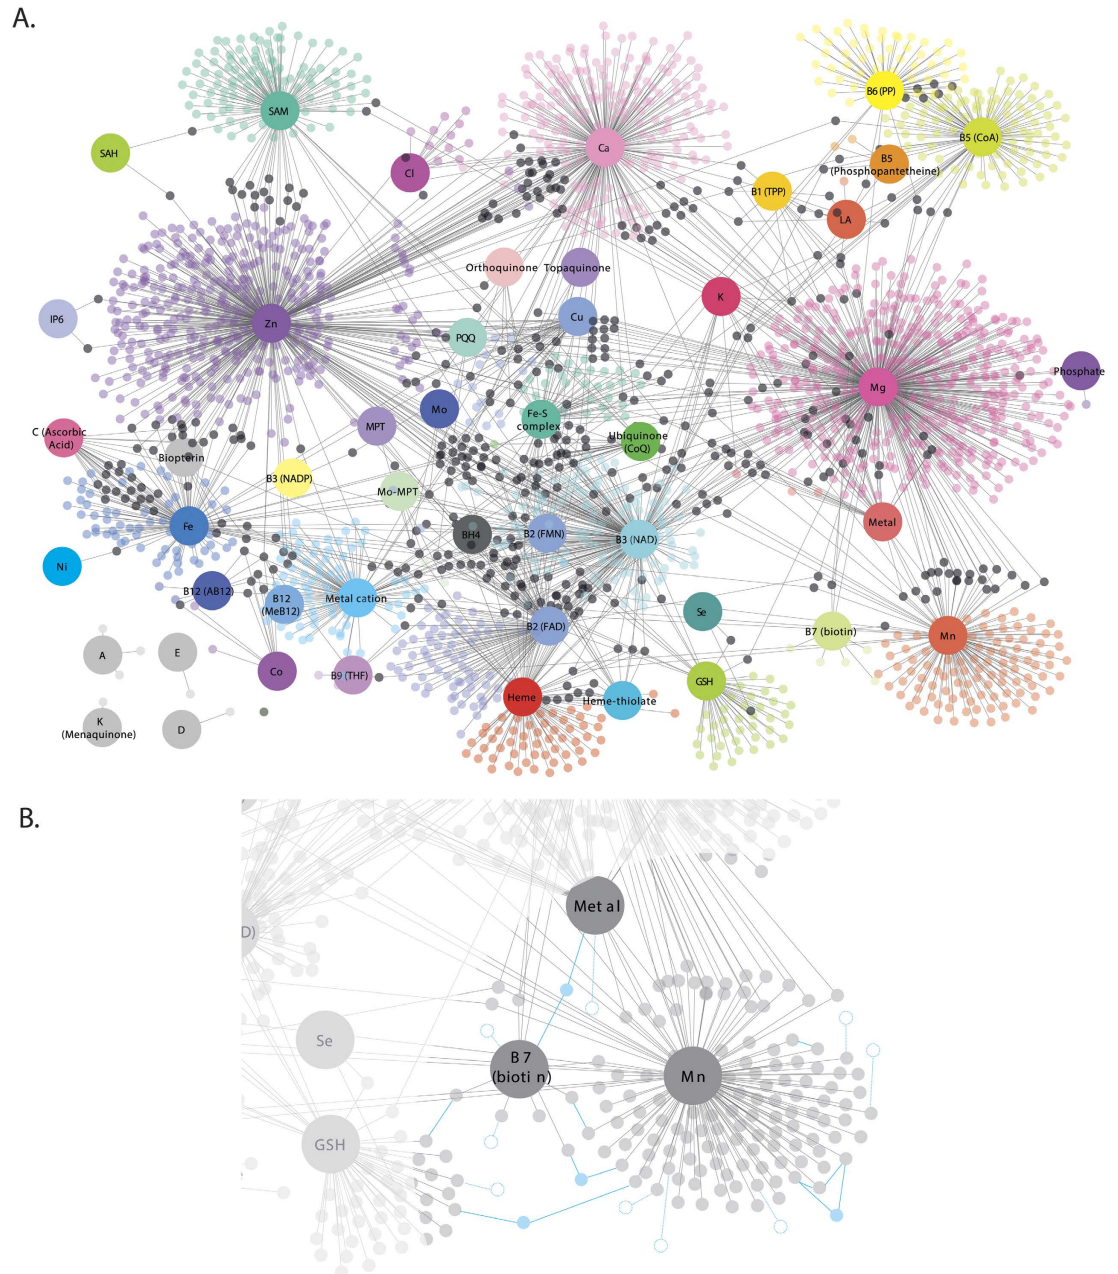 A.
SAM
SAH
Cl
Ca
B6 (PP)
B5 (CoA)
B5
(Phosphopantetheine)
B1 (TPP)
LA
Orthoquinone
Topaquinone
K
IP6
Zn
Cu
PQQ
Mg
Phosphate
Mo
Fe-S
complex
MPT
Ubiquinone
(CoQ)
C (Ascorbic
Acid)
Biopterin
B3 (NADP)
Mo-MPT
Fe
BH4
B2 (FMN)
B3 (NAD)
Metal
Ni
B12 (AB12)
B12
(MeB12)
Metal cation
B2 (FAD)
Se
B7 (biotin)
Mn
A
E
Co
B9 (THF)
GSH
Heme
Heme-thiolate
K
(Menaquinone)
D
B.
Met al
D)
Se
B 7
(bioti n)
M n
GSH
e